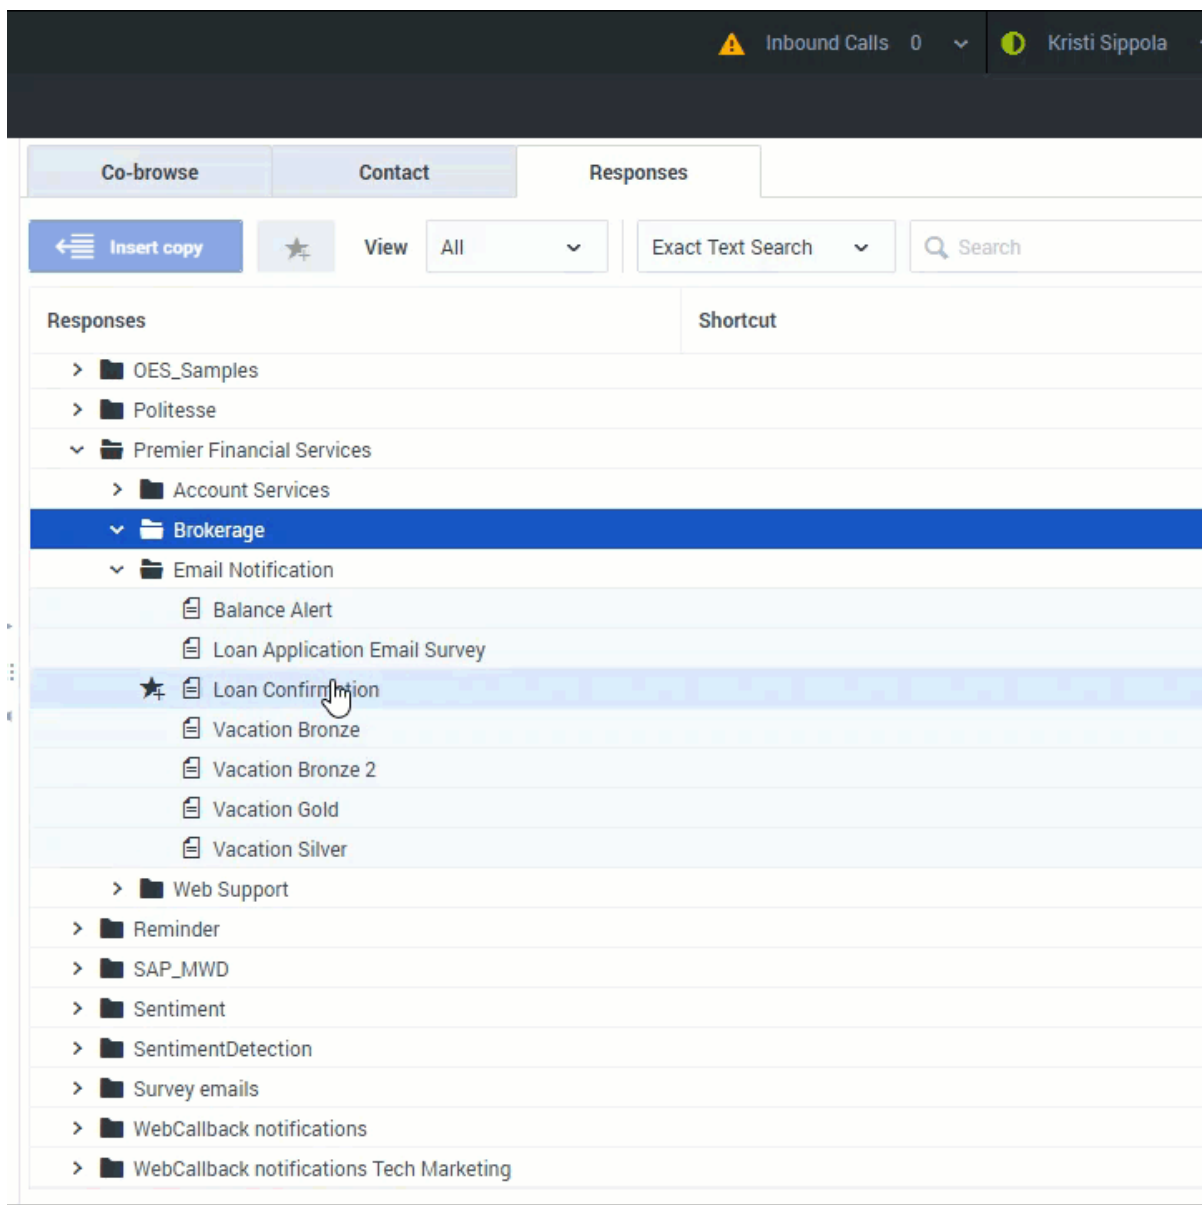 Inbound Calls 0 Kristi Sippola
Co-browse Contact Responses
Insert copy View All Exact Text Search Search
Responses Shortcut
OES_Samples
Politesse
Premier Financial Services
Account Services
Brokerage
Email Notification
Balance Alert
Loan Application Email Survey
Loan Confirmation
Vacation Bronze
Vacation Bronze 2
Vacation Gold
Vacation Silver
Web Support
Reminder
SAP_MWD
Sentiment
SentimentDetection
Survey emails
WebCallback notifications
WebCallback notifications Tech Marketing